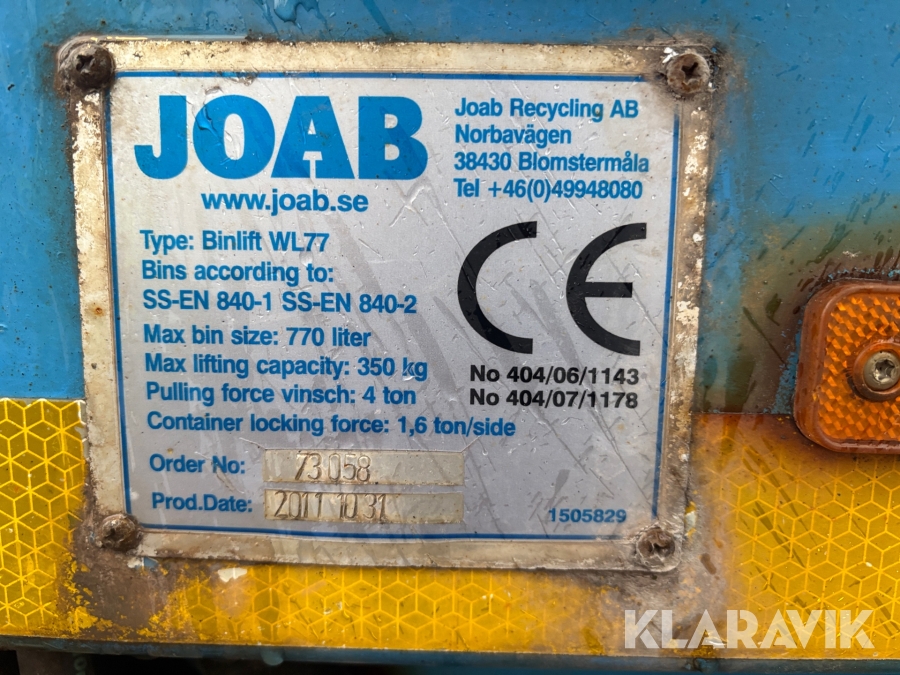 JOAB
www.joab.se
Joab Recycling AB
Norbavägen
38430 Blomstermåla
Tel +46(0)49948080
CE
Type: Binlift WL77
Bins according to:
SS-EN 840-1 SS-EN 840-2
Max bin size: 770 liter
Max lifting capacity: 350 kg
Pulling force vinsch: 4 ton
Container locking force: 1,6 ton/side
No 404/06/1143
No 404/07/1178
Order No: 73058
Prod.Date: 2011 10 31
1505829
KLARAVIK